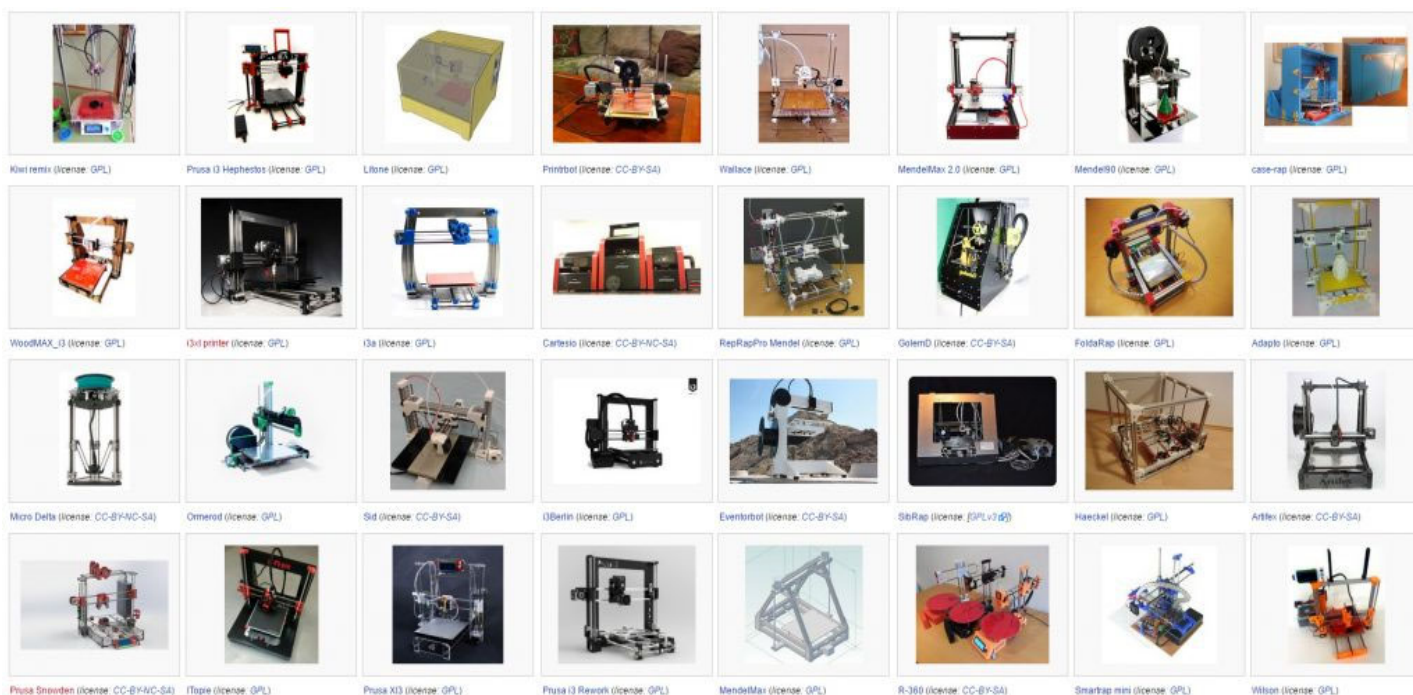 Kiwi remix (license: GPL)
Prusa i3 Hephestos (license: GPL)
Litone (license: GPL)
Printrbot (license: CC-BY-SA)
Wallace (license: GPL)
MendelMax 2.0 (license: GPL)
Mendel90 (license: GPL)
case-rap (license: GPL)
WoodMAX_i3 (license: GPL)
i3xl printer (license: GPL)
i3a (license: GPL)
Cartesio (license: CC-BY-NC-SA)
RepRapPro Mendel (license: GPL)
GolemD (license: CC-BY-SA)
FoldaRap (license: GPL)
Adapto (license: GPL)
Micro Delta (license: CC-BY-NC-SA)
Ormerod (license: GPL)
Sid (license: CC-BY-SA)
i3Berlin (license: GPL)
Eventorbot (license: CC-BY-SA)
SibRap (license: [GPLv3])
Haeckel (license: GPL)
Artifex (license: CC-BY-SA)
Artifex
Prusa Snowden (license: CC-BY-NC-SA)
ITopie (license: GPL)
Prusa XI3 (license: GPL)
Prusa i3 Rework (license: GPL)
MendelMax (license: GPL)
R-360 (license: CC-BY-SA)
Smartrap mini (license: GPL)
Wilson (license: GPL)